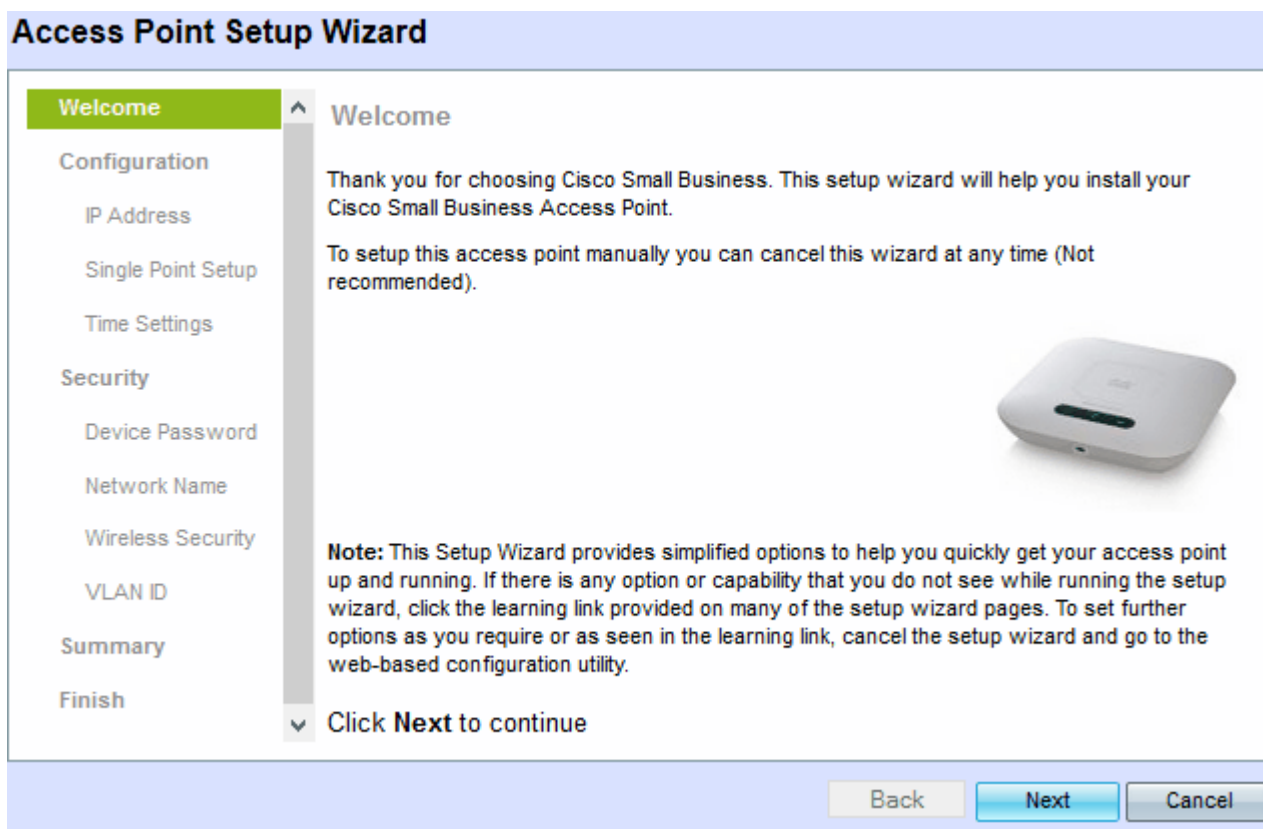 Access Point Setup Wizard
Welcome
Configuration
IP Address
Single Point Setup
Time Settings
Security
Device Password
Network Name
Wireless Security
VLAN ID
Summary
Finish
Welcome
Thank you for choosing Cisco Small Business. This setup wizard will help you install your
Cisco Small Business Access Point.
To setup this access point manually you can cancel this wizard at any time (Not
recommended).
Note: This Setup Wizard provides simplified options to help you quickly get your access point
up and running. If there is any option or capability that you do not see while running the setup
wizard, click the learning link provided on many of the setup wizard pages. To set further
options as you require or as seen in the learning link, cancel the setup wizard and go to the
web-based configuration utility.
Click Next to continue
Back
Next
Cancel